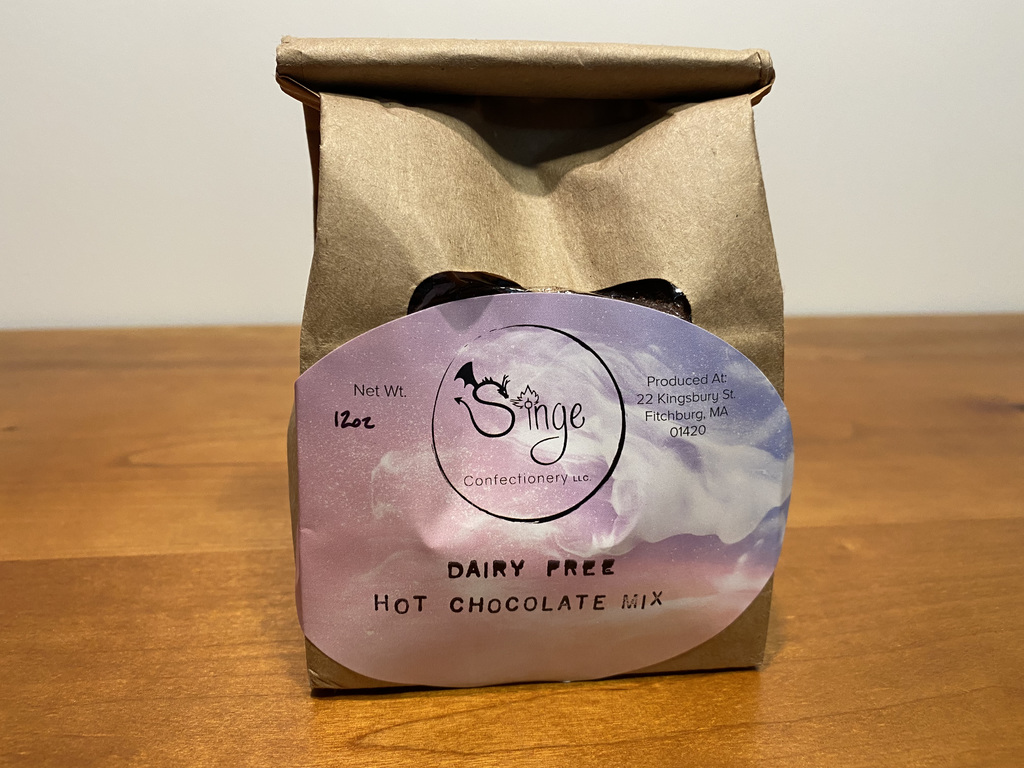 Net Wt.
12oz
Singe
Confectionery LLC.
Produced At:
22 Kingsbury St.
Fitchburg, MA
01420
DAIRY FREE
HOT CHOCOLATE MIX